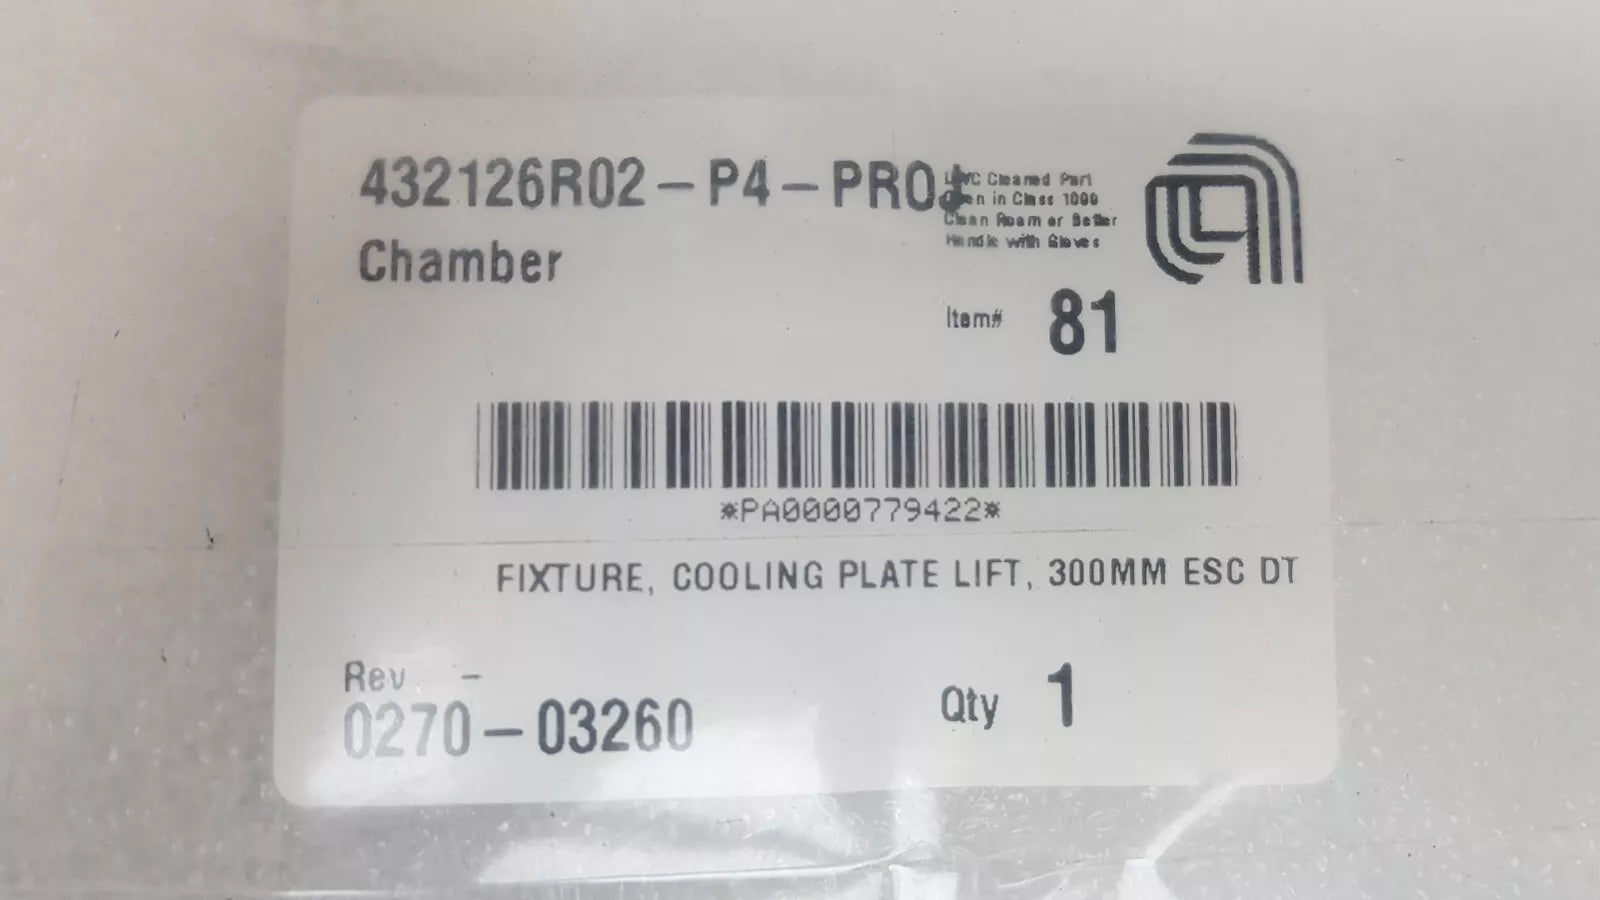 432126R02-P4-PROJ
Chamber
Cleaned Part
in Class 1000
Clean Room or Better
Handle with Gloves
Item# 81
*PA0000779422*
FIXTURE, COOLING PLATE LIFT, 300MM ESC DT
Rev -
0270-03260
Qty 1